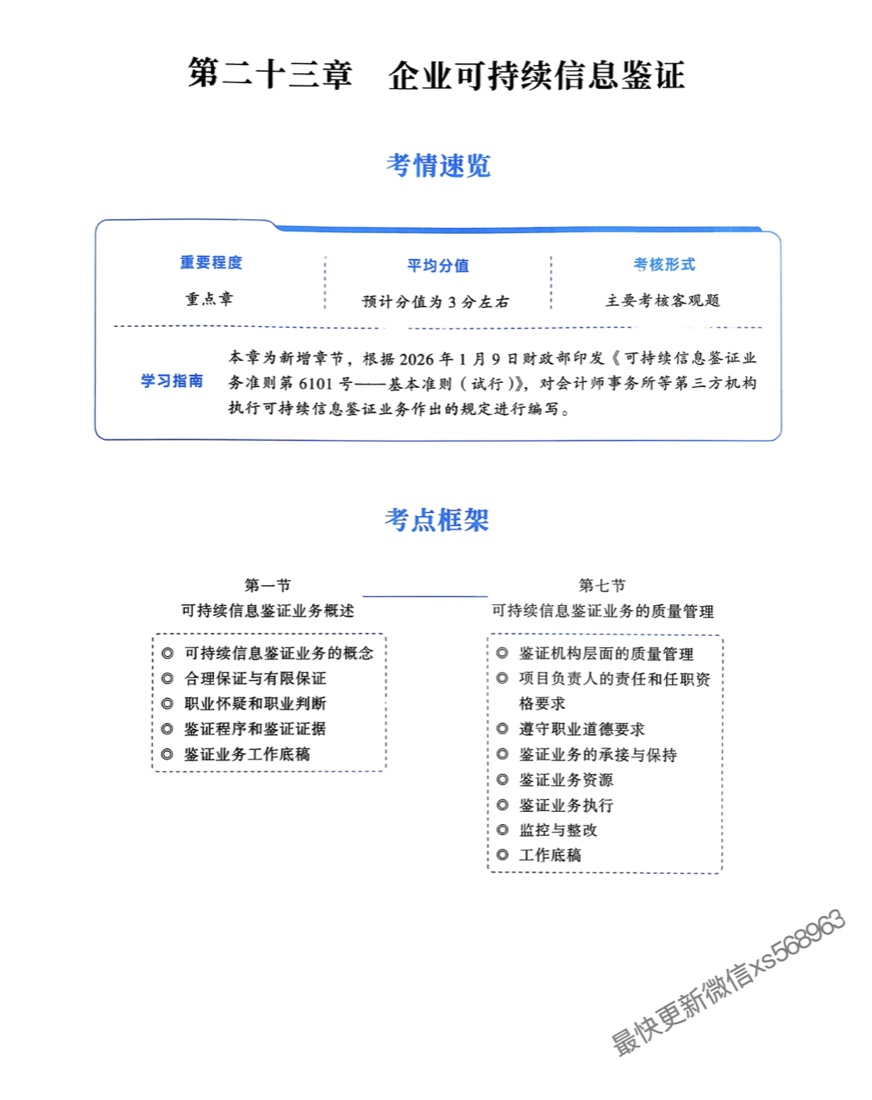 第二十三章 企业可持续信息鉴证
考情速览
重要程度 平均分值 考核形式
重点章 预计分值为 3 分左右 主要考核客观题
学习指南
本章为新增章节，根据 2026 年 1 月 9 日财政部印发《可持续信息鉴证业
务准则第 6101 号——基本准则（试行）》，对会计师事务所等第三方机构
执行可持续信息鉴证业务作出的规定进行编写。
考点框架
第一节
可持续信息鉴证业务概述
◎ 可持续信息鉴证业务的概念
◎ 合理保证与有限保证
◎ 职业怀疑和职业判断
◎ 鉴证程序和鉴证证据
◎ 鉴证业务工作底稿
第七节
可持续信息鉴证业务的质量管理
◎ 鉴证机构层面的质量管理
◎ 项目负责人的责任和任职资
格要求
◎ 遵守职业道德要求
◎ 鉴证业务的承接与保持
◎ 鉴证业务资源
◎ 鉴证业务执行
◎ 监控与整改
◎ 工作底稿
最快更新微信xs568963